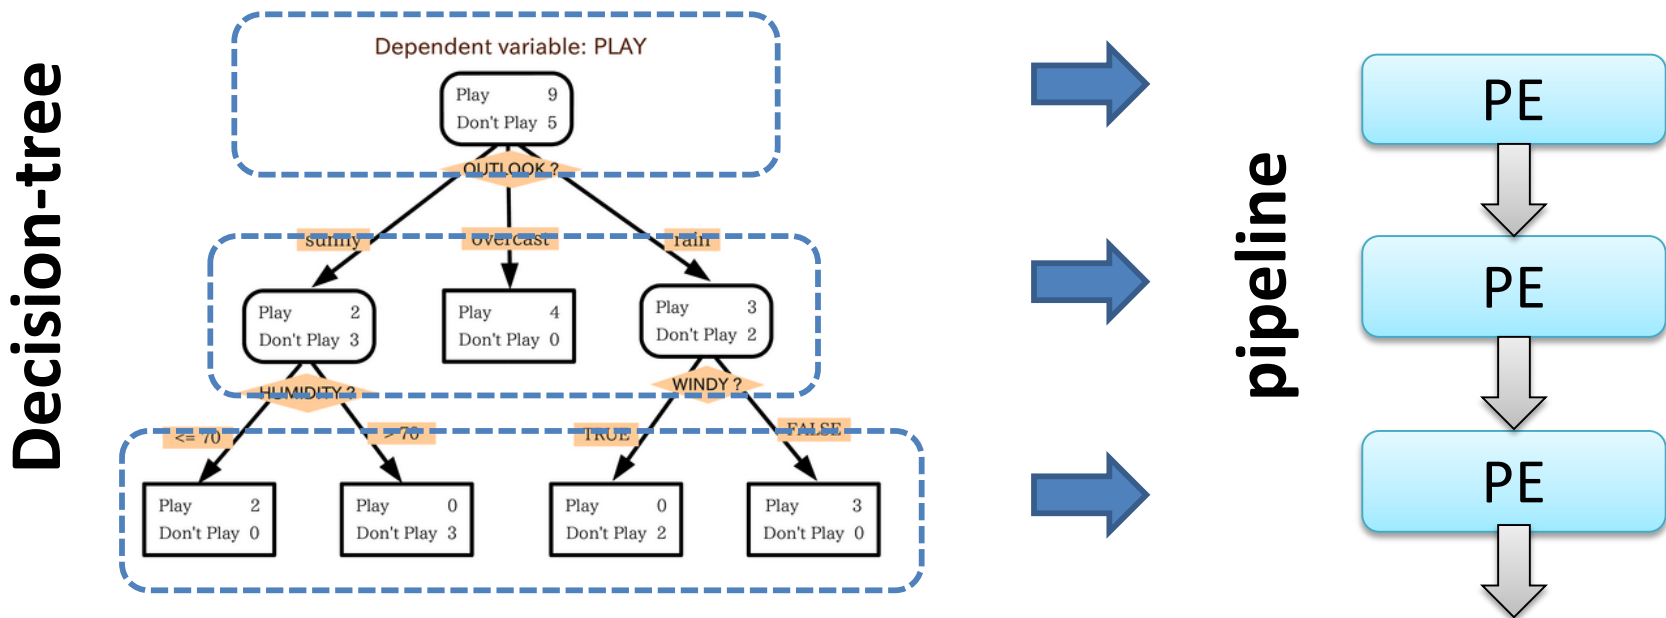 Decision-tree
Dependent variable: PLAY
Play 9
Don't Play 5
OUTLOOK ?
sunny
overcast
rain
Play 2
Don't Play 3
Play 4
Don't Play 0
Play 3
Don't Play 2
HUMIDITY ?
WINDY ?
<= 70
> 70
TRUE
FALSE
Play 2
Don't Play 0
Play 0
Don't Play 3
Play 0
Don't Play 2
Play 3
Don't Play 0
pipeline
PE
PE
PE